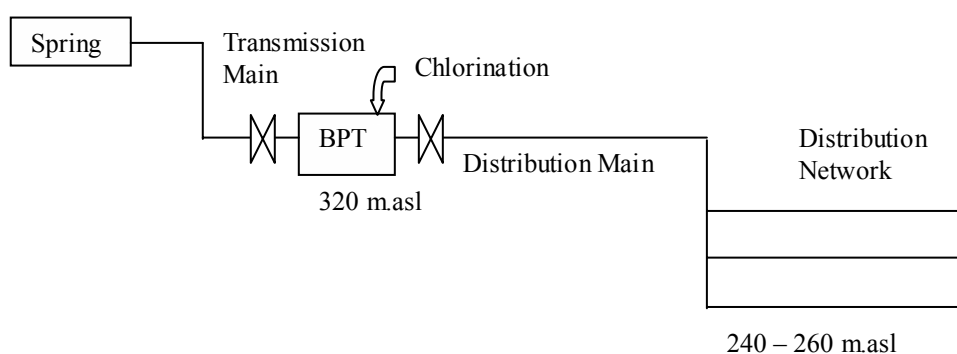 Spring
Transmission
Main
Chlorination
BPT
Distribution Main
Distribution
Network
320 m.asl
240 – 260 m.asl